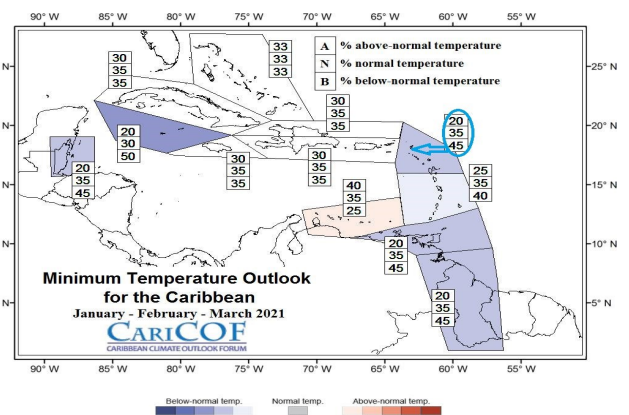 90° W 85° W 80° W 75° W 70° W 65° W 60° W 55° W
A % above-normal temperature
N % normal temperature
B % below-normal temperature
33
33
33
30
35
35
N 25° N
30
35
35
20
35
45
N 20° N
20
30
50
30
35
35
30
35
35
20
35
45
25
35
40
N 15° N
40
35
25
20
35
45
N 10° N
Minimum Temperature Outlook
for the Caribbean
January - February - March 2021
CARICOF
CARIBBEAN CLIMATE OUTLOOK FORUM
20
35
45
N 5° N
90° W 85° W 80° W 75° W 70° W 65° W 60° W 55° W
Below-normal temp. Normal temp. Above-normal temp.